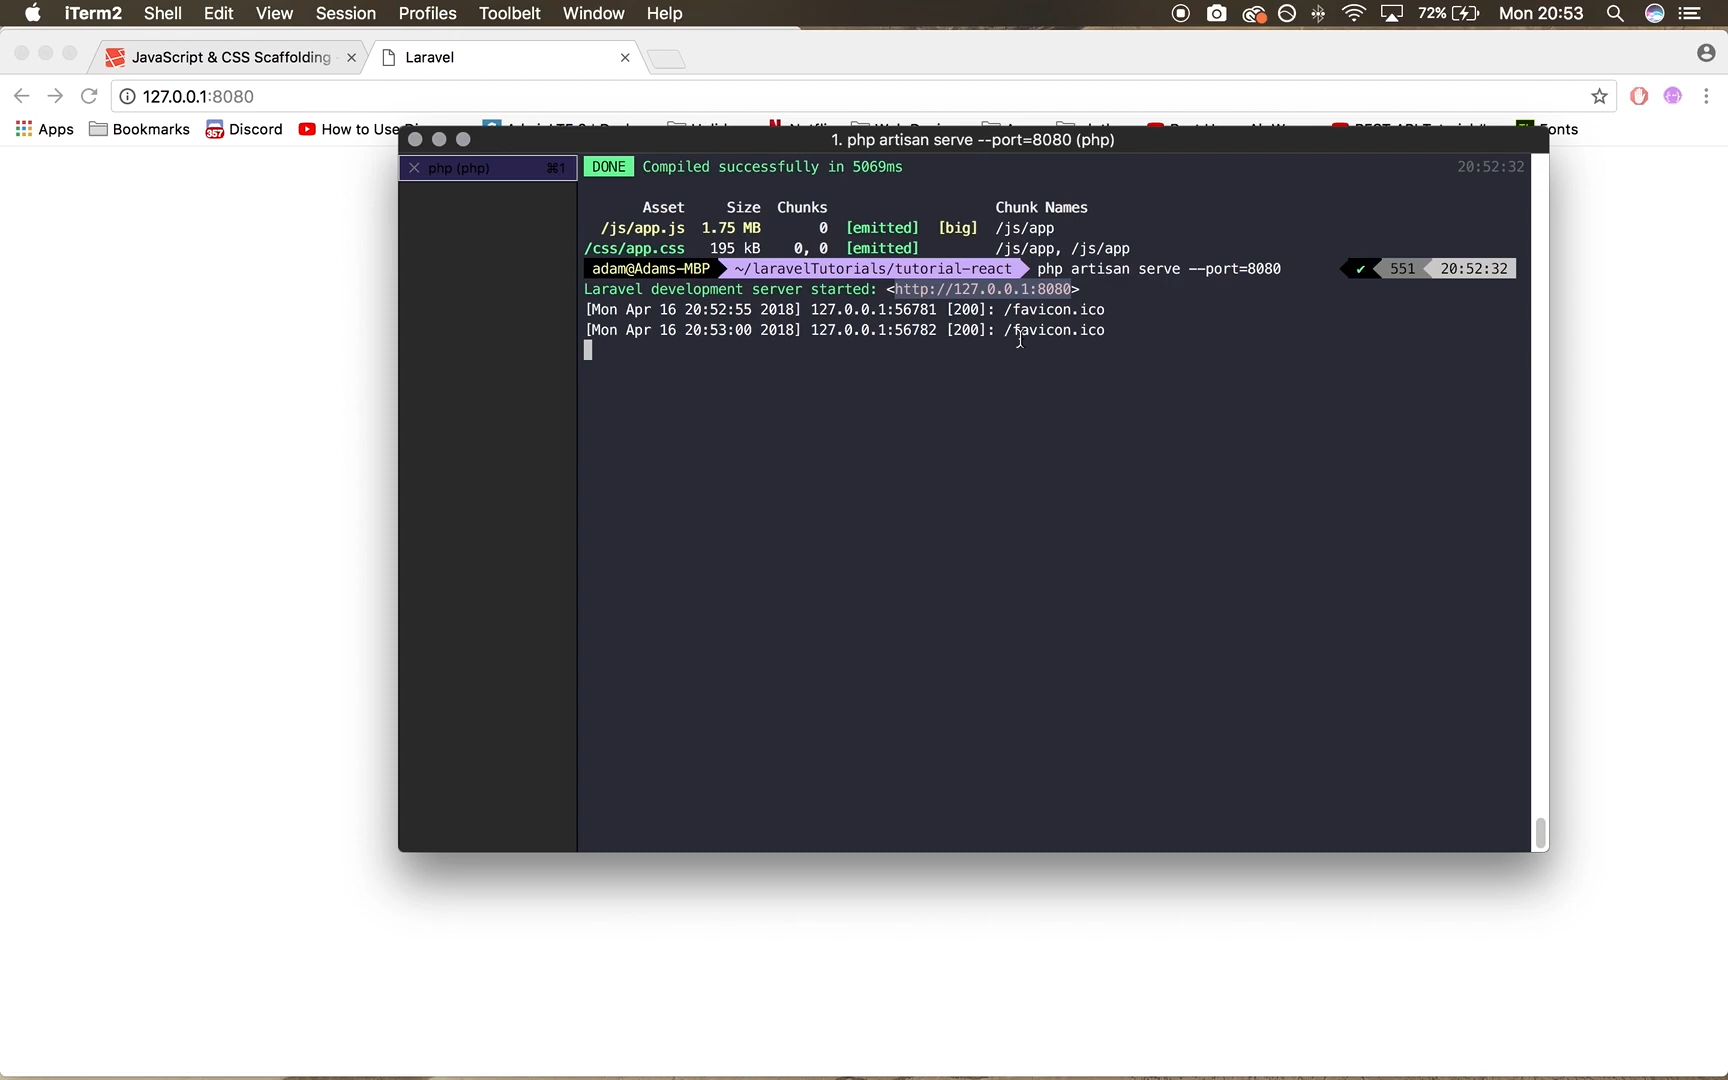 iTerm2 Shell Edit View Session Profiles Toolbelt Window Help 72% Mon 20:53
JavaScript & CSS Scaffolding Laravel
127.0.0.1:8080
Apps Bookmarks 357 Discord How to Use onts
1. php artisan serve --port=8080 (php)
php (php) ⌘1
DONE Compiled successfully in 5069ms 20:52:32
Asset Size Chunks Chunk Names
/js/app.js 1.75 MB 0 [emitted] [big] /js/app
/css/app.css 195 kB 0, 0 [emitted] /js/app, /js/app
adam@Adams-MBP ~/laravelTutorials/tutorial-react php artisan serve --port=8080 ✔ 551 20:52:32
Laravel development server started: <http://127.0.0.1:8080>
[Mon Apr 16 20:52:55 2018] 127.0.0.1:56781 [200]: /favicon.ico
[Mon Apr 16 20:53:00 2018] 127.0.0.1:56782 [200]: /favicon.ico